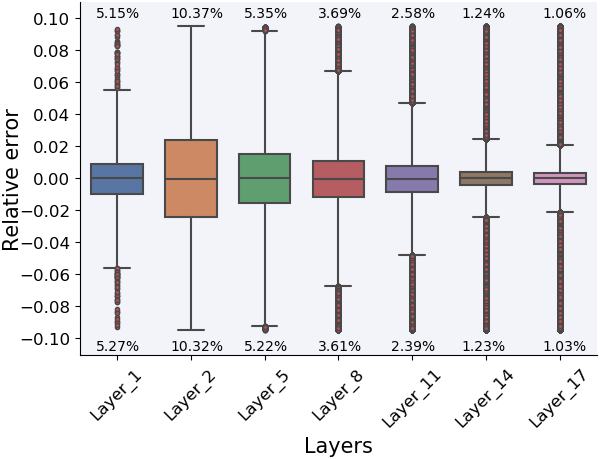 0.10
5.15% 10.37% 5.35% 3.69% 2.58% 1.24% 1.06%
0.08
0.06
0.04
0.02
0.00
−0.02
−0.04
−0.06
−0.08
−0.10
5.27% 10.32% 5.22% 3.61% 2.39% 1.23% 1.03%
Relative error
Layer_1 Layer_2 Layer_5 Layer_8 Layer_11 Layer_14 Layer_17
Layers